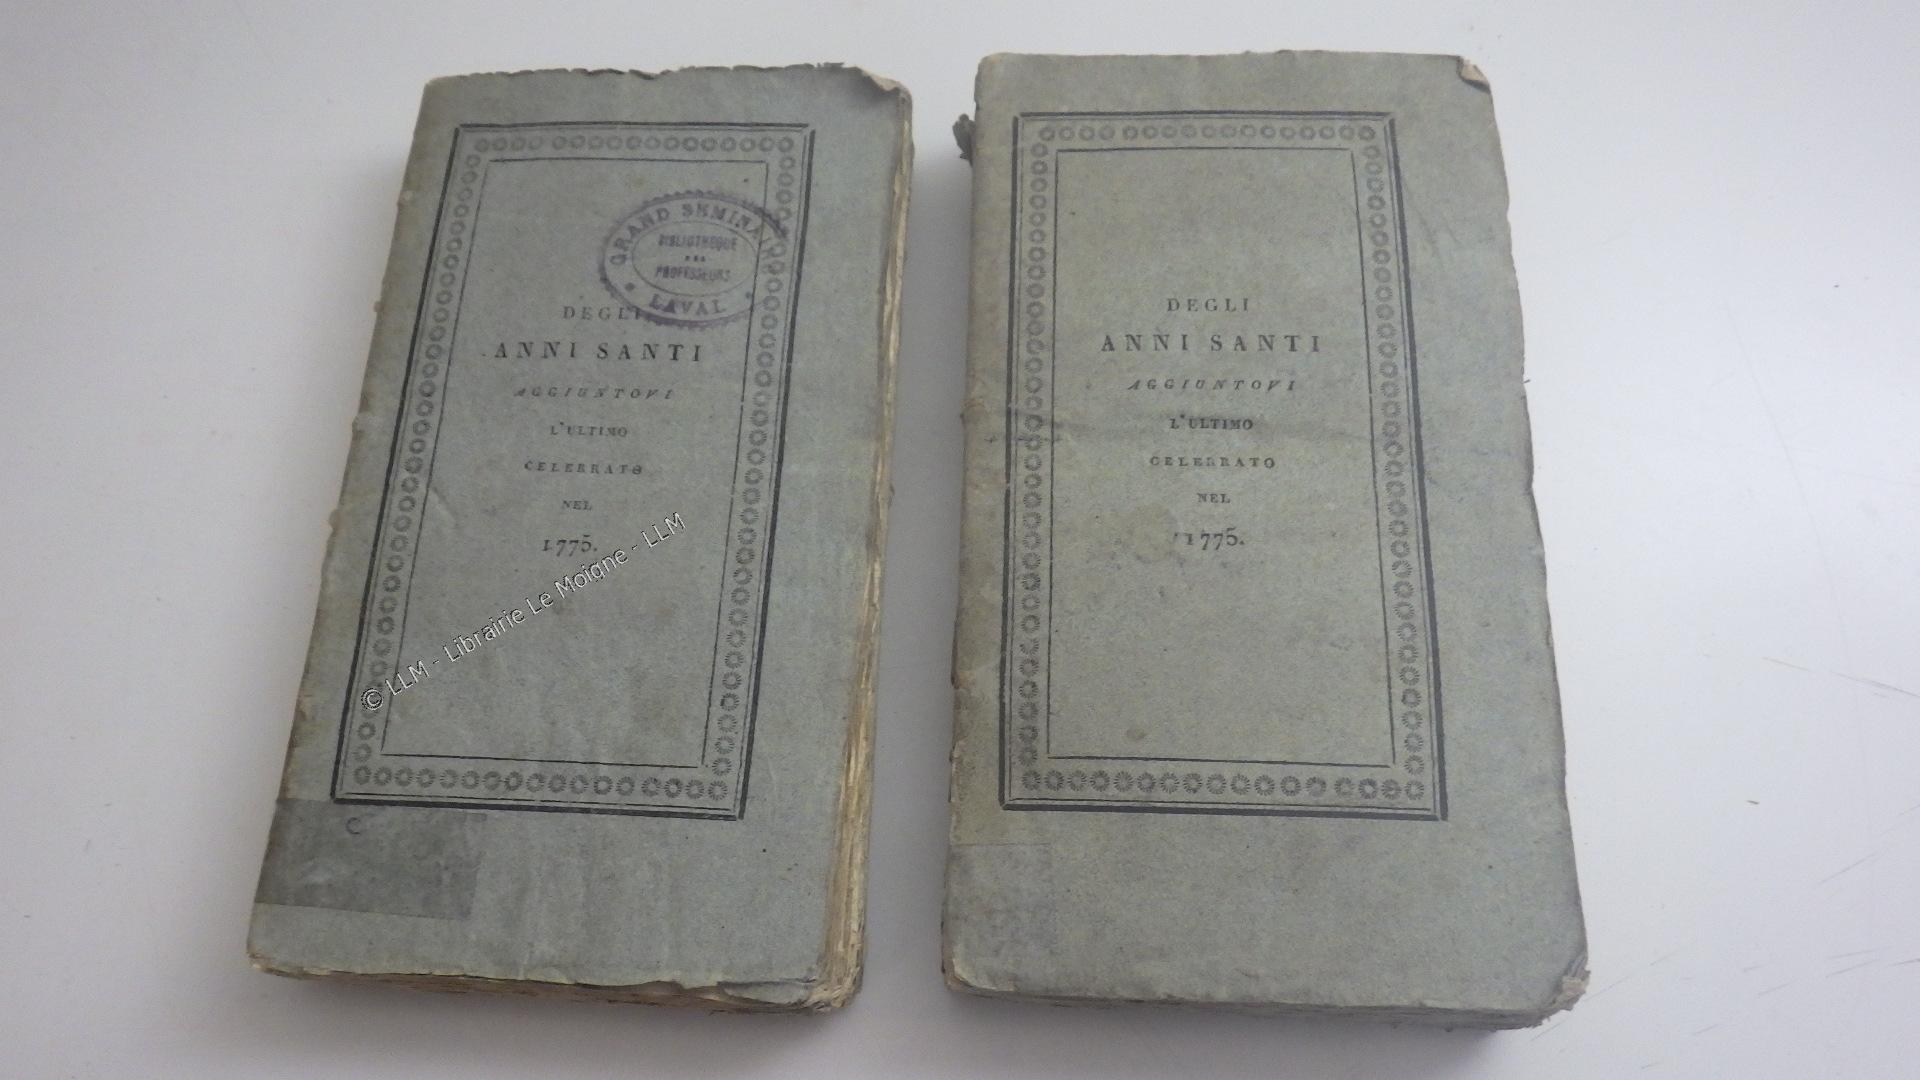 GRAND SEMINAIRE
BIBLIOTHEQUE
DES
PROFESSEURS
LAVAL
DEGLI
ANNI SANTI
AGGIUNTOVI
L'ULTIMO
CELEBRATO
NEL
1775.
© LLM - Librairie Le Moigne - LLM
C
DEGLI
ANNI SANTI
AGGIUNTOVI
L'ULTIMO
CELEBRATO
NEL
1775.